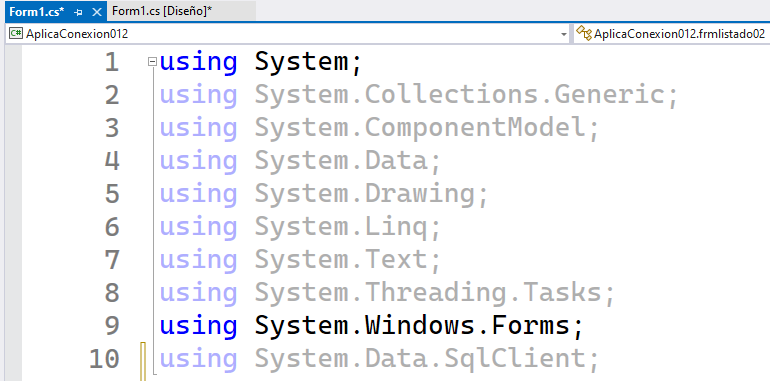 Form1.cs* Form1.cs [Diseño]*
C# AplicaConexion012 AplicaConexion012.frmlistado02
1 using System;
2 using System.Collections.Generic;
3 using System.ComponentModel;
4 using System.Data;
5 using System.Drawing;
6 using System.Linq;
7 using System.Text;
8 using System.Threading.Tasks;
9 using System.Windows.Forms;
10 using System.Data.SqlClient;